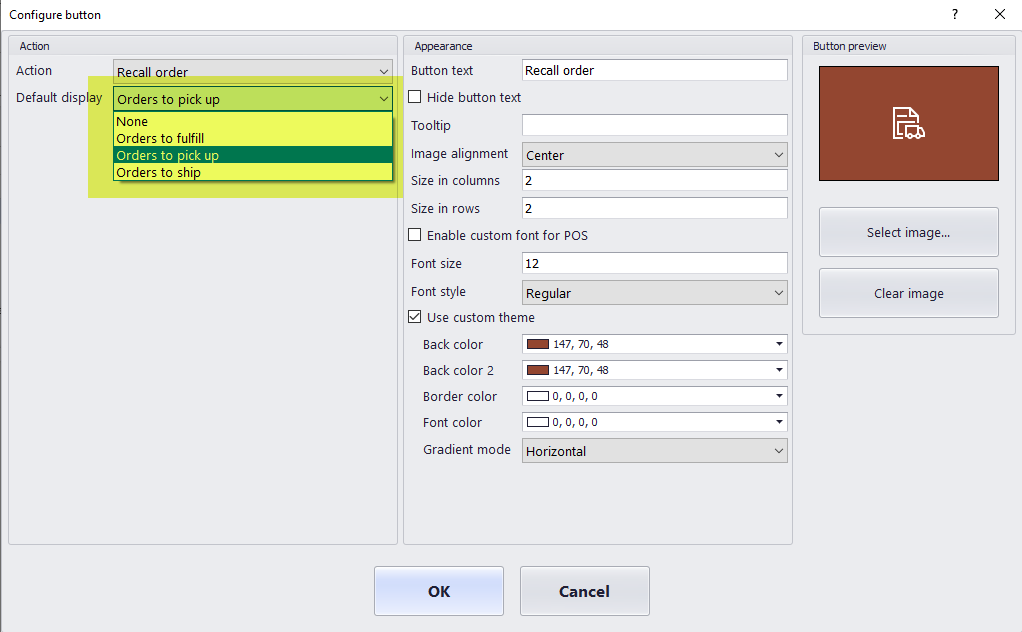 Configure button
?
Action
Action
Recall order
Default display
Orders to pick up
None
Orders to fulfill
Orders to pick up
Orders to ship
Appearance
Button text
Recall order
Hide button text
Tooltip
Image alignment
Center
Size in columns
2
Size in rows
2
Enable custom font for POS
Font size
12
Font style
Regular
Use custom theme
Back color
147, 70, 48
Back color 2
147, 70, 48
Border color
0, 0, 0, 0
Font color
0, 0, 0, 0
Gradient mode
Horizontal
Button preview
Select image...
Clear image
OK
Cancel